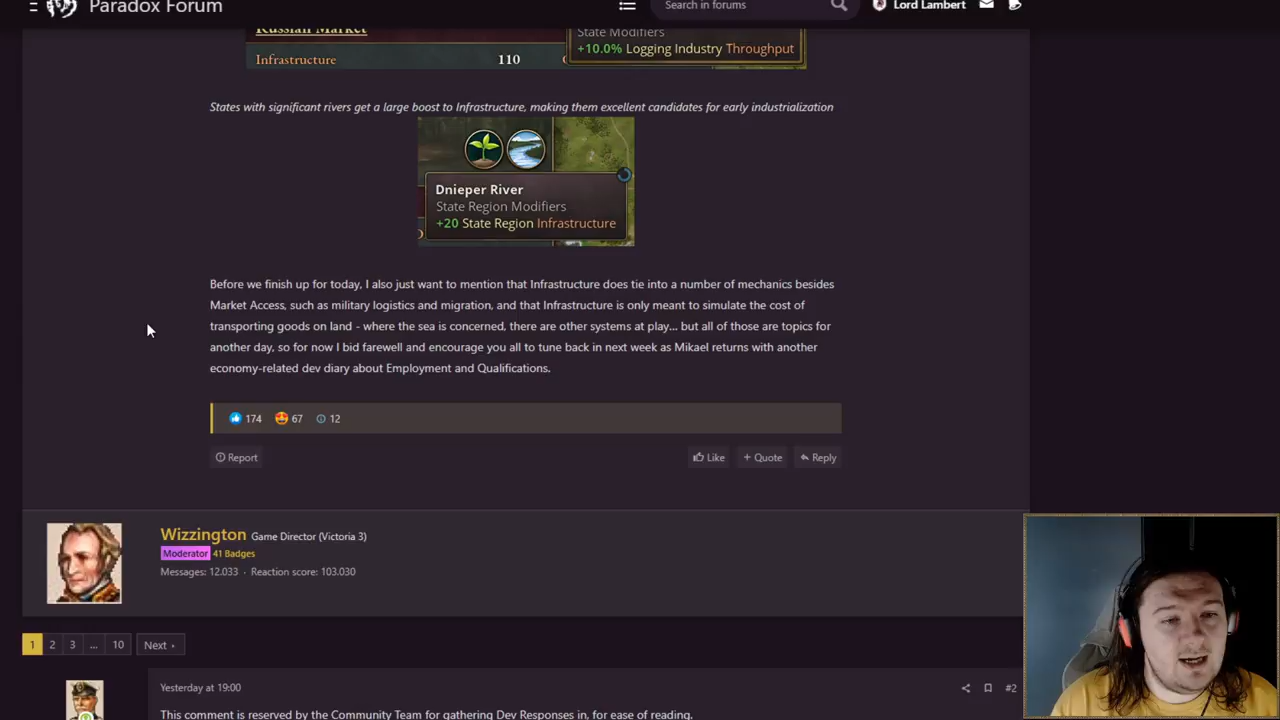 Paradox Forum
Search in forums
Lord Lambert
Russian Market
Infrastructure 110
State Modifiers
+10.0% Logging Industry Throughput
States with significant rivers get a large boost to Infrastructure, making them excellent candidates for early industrialization
Dnieper River
State Region Modifiers
+20 State Region Infrastructure
Before we finish up for today, I also just want to mention that Infrastructure does tie into a number of mechanics besides
Market Access, such as military logistics and migration, and that Infrastructure is only meant to simulate the cost of
transporting goods on land - where the sea is concerned, there are other systems at play... but all of those are topics for
another day, so for now I bid farewell and encourage you all to tune back in next week as Mikael returns with another
economy-related dev diary about Employment and Qualifications.
174 67 12
Report Like + Quote Reply
Wizzington Game Director (Victoria 3)
Moderator 41 Badges
Messages: 12.033 · Reaction score: 103.030
1 2 3 ... 10 Next
Yesterday at 19:00 #2
This comment is reserved by the Community Team for gathering Dev Responses in, for ease of reading.